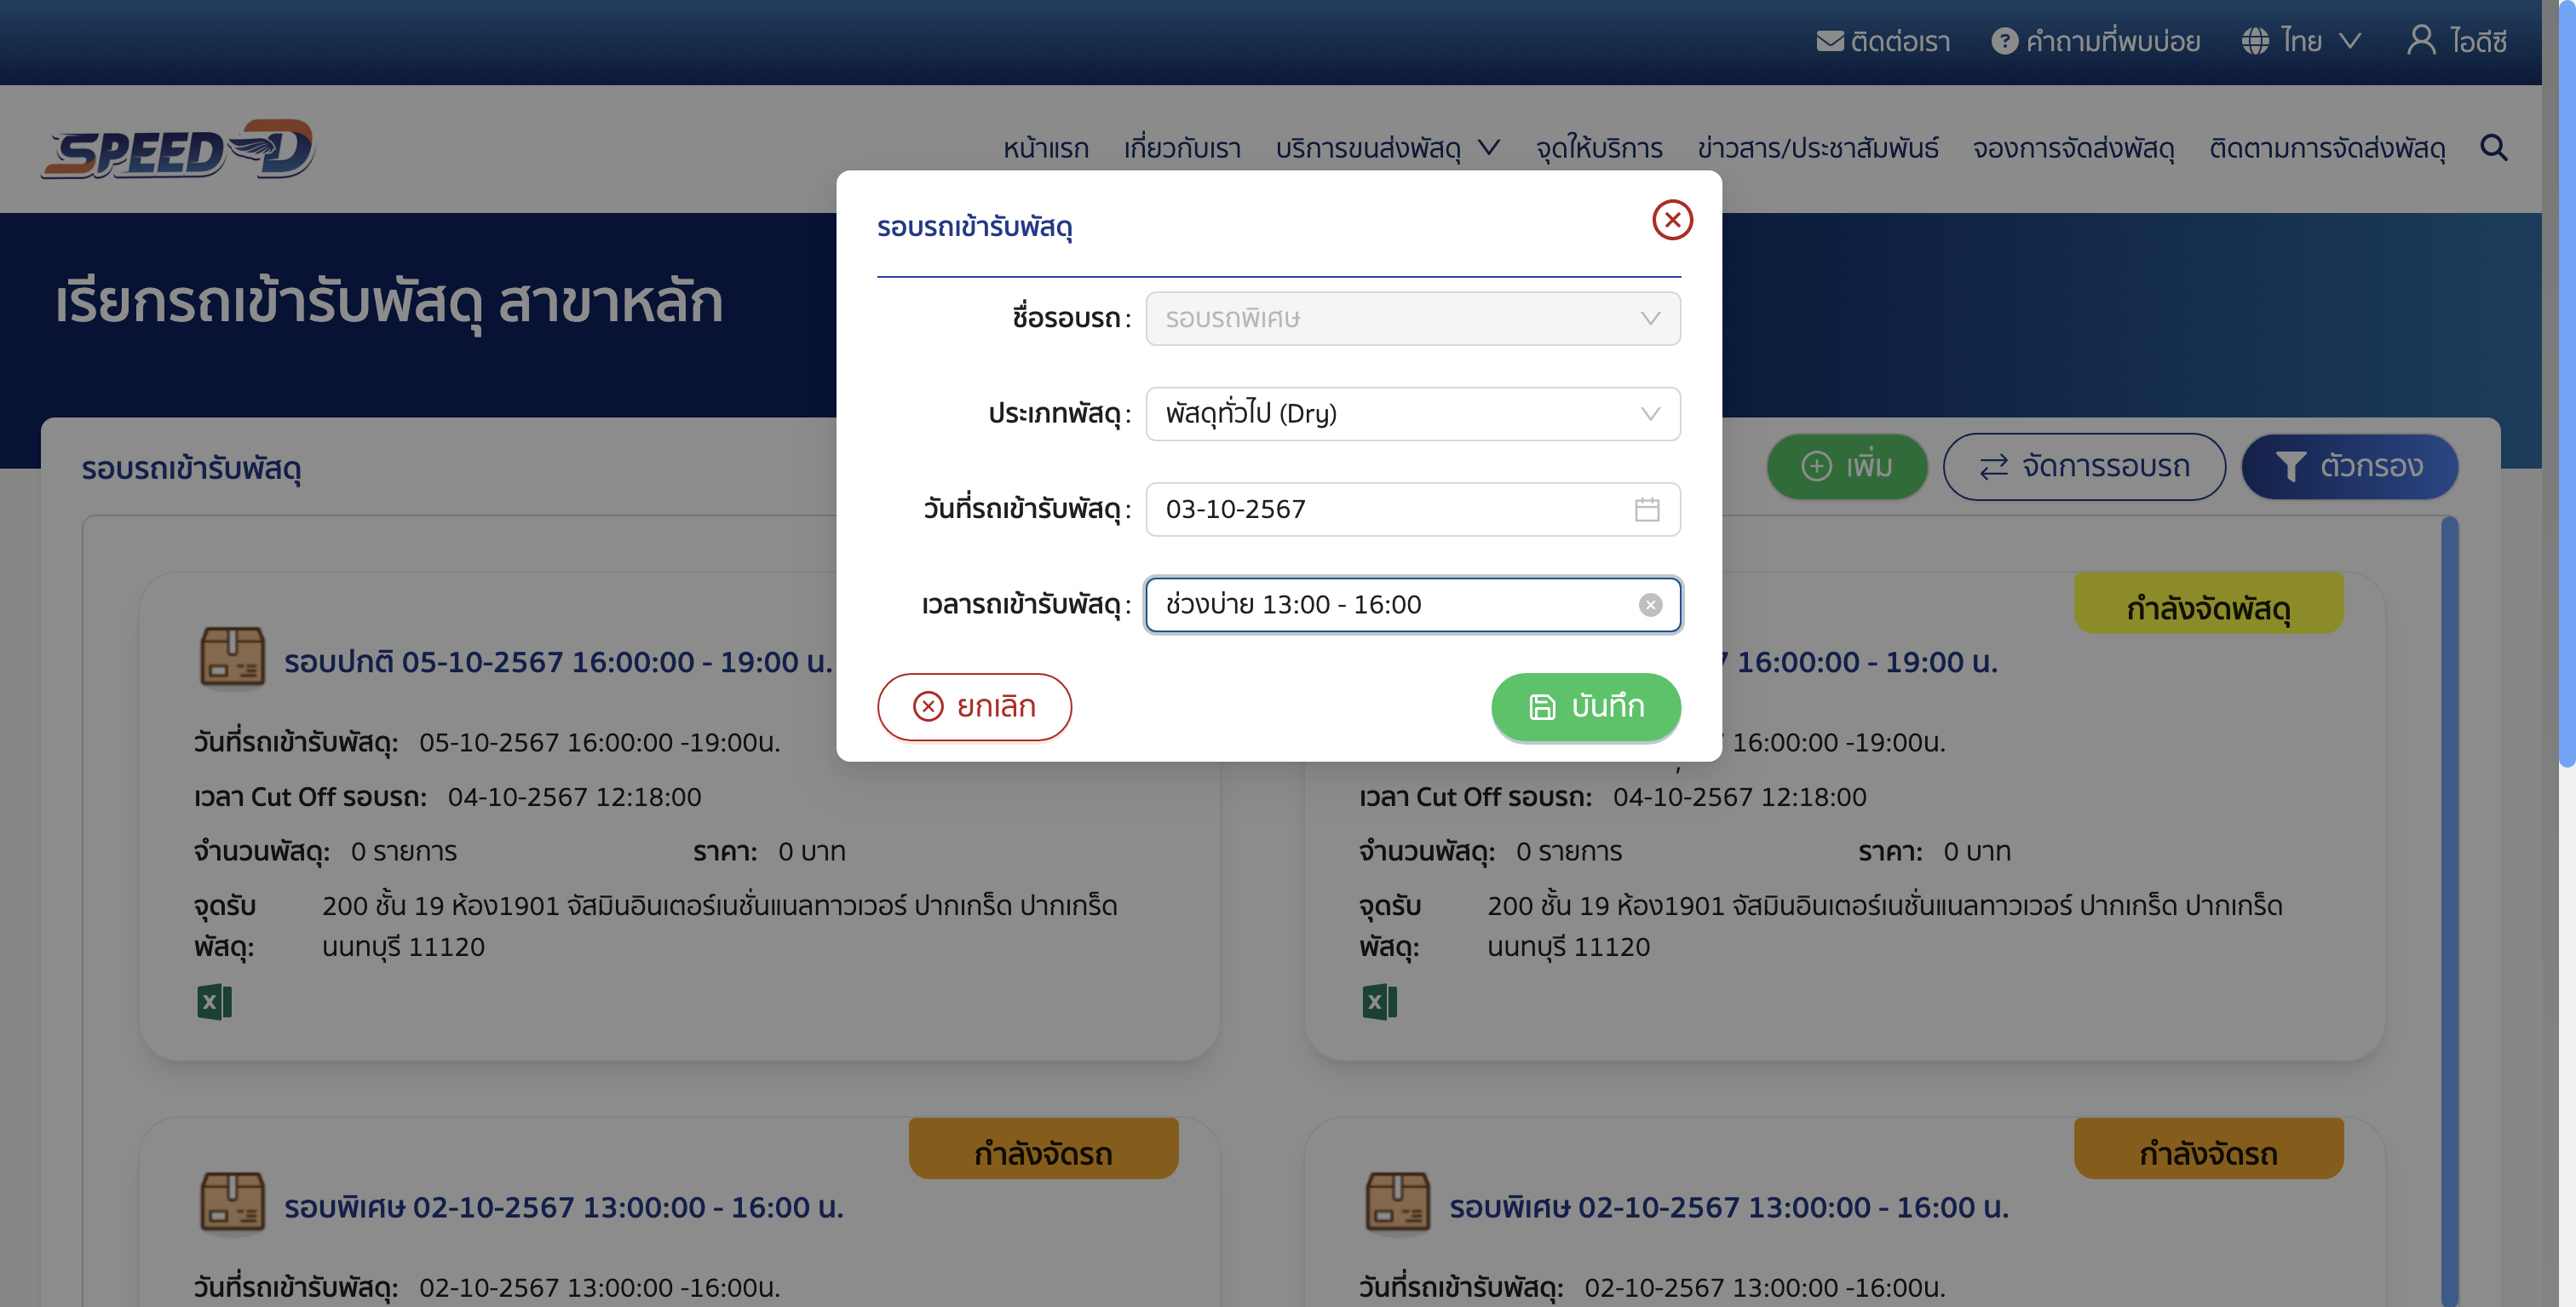 ติดต่อเรา คำถามที่พบบ่อย ไทย ไอดีซี
SPEED-D
หน้าแรก เกี่ยวกับเรา บริการขนส่งพัสดุ จุดให้บริการ ข่าวสาร/ประชาสัมพันธ์ จองการจัดส่งพัสดุ ติดตามการจัดส่งพัสดุ
เรียกรถเข้ารับพัสดุ สาขาหลัก
รอบรถเข้ารับพัสดุ
ชื่อรอบรถ : รอบรถพิเศษ
ประเภทพัสดุ : พัสดุทั่วไป (Dry)
วันที่รถเข้ารับพัสดุ : 03-10-2567
เวลารถเข้ารับพัสดุ : ช่วงบ่าย 13:00 - 16:00
ยกเลิก บันทึก
รอบรถเข้ารับพัสดุ
เพิ่ม จัดการรอบรถ ตัวกรอง
รอบปกติ 05-10-2567 16:00:00 - 19:00 น.
วันที่รถเข้ารับพัสดุ: 05-10-2567 16:00:00 -19:00น.
เวลา Cut Off รอบรถ: 04-10-2567 12:18:00
จำนวนพัสดุ: 0 รายการ ราคา: 0 บาท
จุดรับ 200 ชั้น 19 ห้อง1901 จัสมินอินเตอร์เนชั่นแนลทาวเวอร์ ปากเกร็ด ปากเกร็ด
พัสดุ: นนทบุรี 11120
กำลังจัดพัสดุ
16:00:00 - 19:00 น.
16:00:00 -19:00น.
เวลา Cut Off รอบรถ: 04-10-2567 12:18:00
จำนวนพัสดุ: 0 รายการ ราคา: 0 บาท
จุดรับ 200 ชั้น 19 ห้อง1901 จัสมินอินเตอร์เนชั่นแนลทาวเวอร์ ปากเกร็ด ปากเกร็ด
พัสดุ: นนทบุรี 11120
กำลังจัดรถ
รอบพิเศษ 02-10-2567 13:00:00 - 16:00 น.
วันที่รถเข้ารับพัสดุ: 02-10-2567 13:00:00 -16:00น.
กำลังจัดรถ
รอบพิเศษ 02-10-2567 13:00:00 - 16:00 น.
วันที่รถเข้ารับพัสดุ: 02-10-2567 13:00:00 -16:00น.